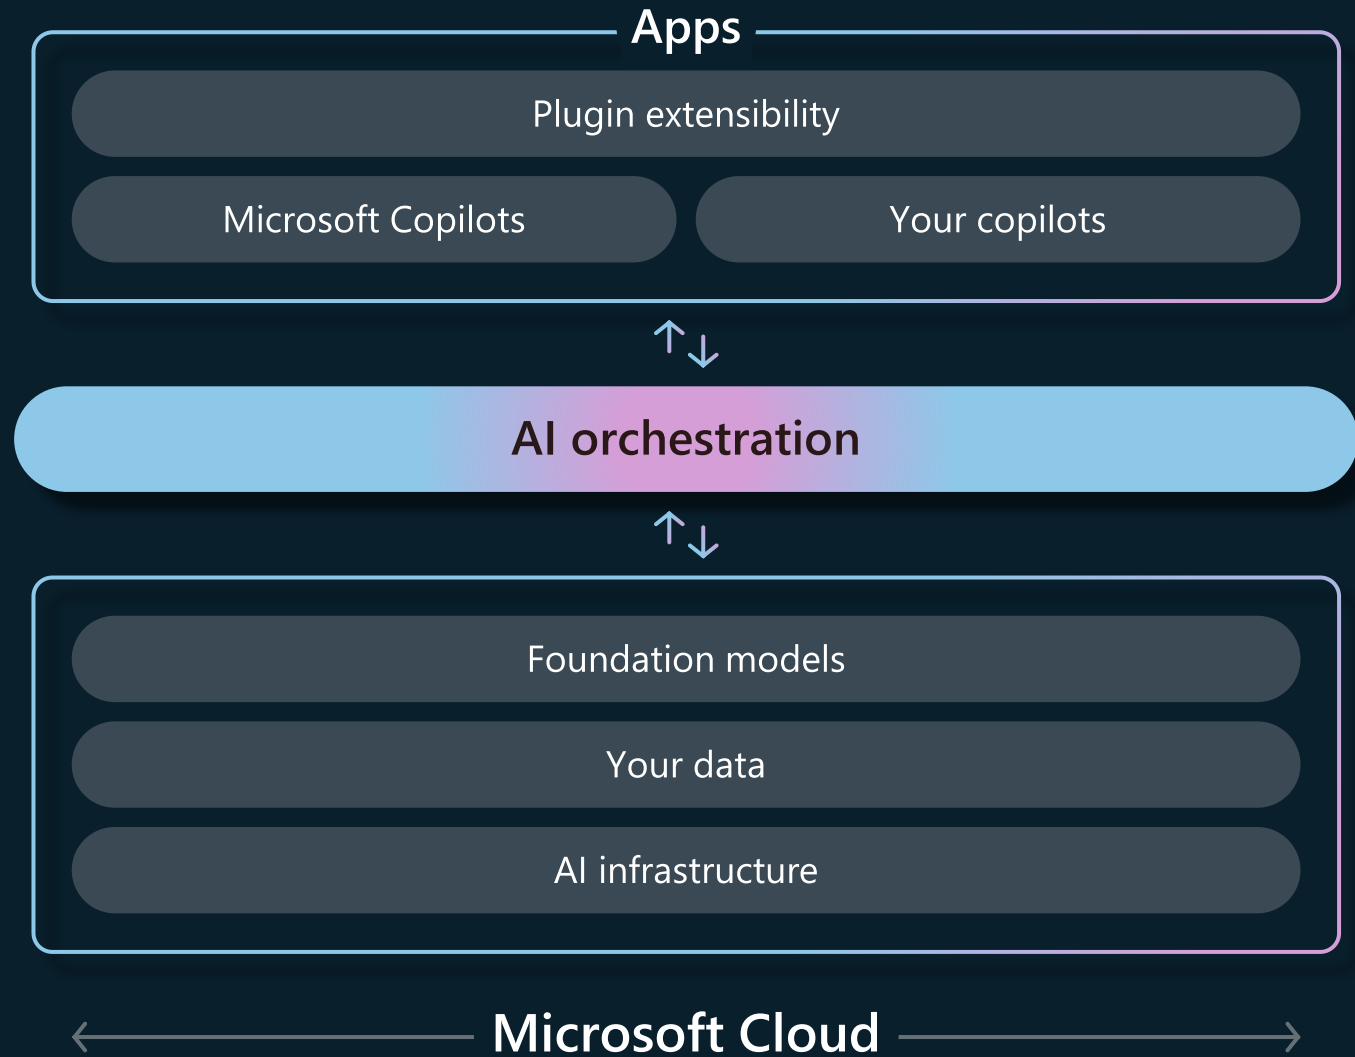 Apps
Plugin extensibility
Microsoft Copilots
Your copilots
AI orchestration
Foundation models
Your data
AI infrastructure
Microsoft Cloud